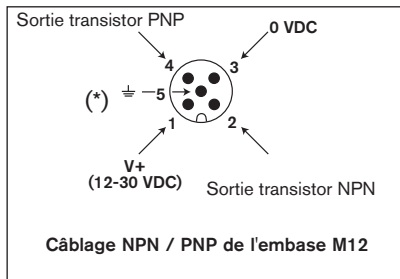 Sortie transistor PNP
0 VDC
4
3
(*)
5
1
2
V+
(12-30 VDC)
Sortie transistor NPN
Câblage NPN / PNP de l'embase M12